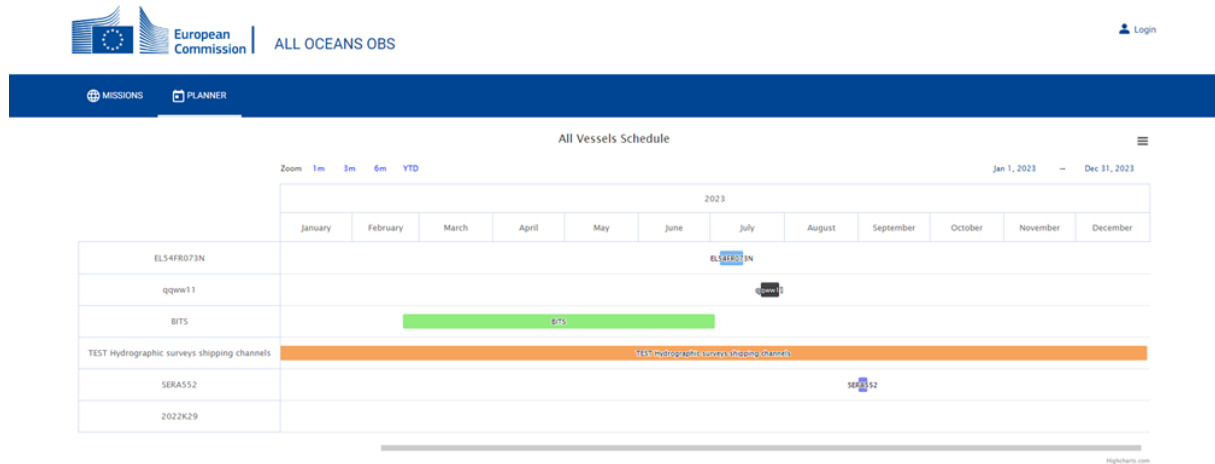 European
Commission
ALL OCEANS OBS
Login
MISSIONS PLANNER
All Vessels Schedule
Zoom 1m 3m 6m YTD Jan 1, 2023 – Dec 31, 2023
2023
January February March April May June July August September October November December
EL54FR073N EL54FR073N
qqww11 qqww11
BITS BITS
TEST Hydrographic surveys shipping channels TEST Hydrographic surveys shipping channels
SERA552 SERA552
2022K29
Highcharts.com